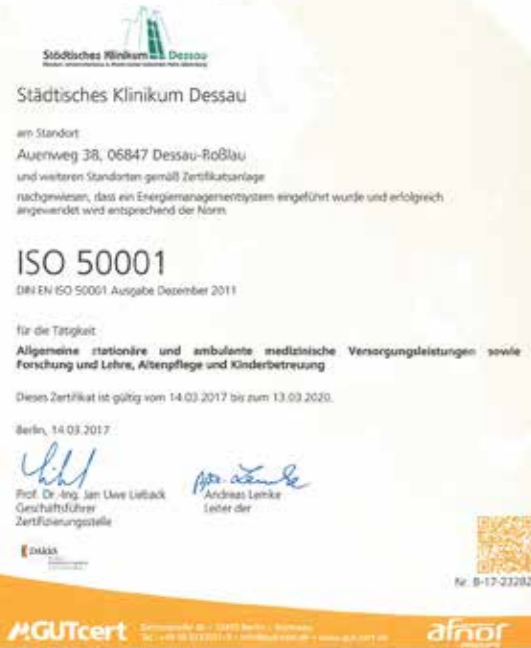 Städtisches Klinikum Dessau
Städtisches Klinikum Dessau
am Standort
Auenweg 38, 06847 Dessau-Roßlau
und weiteren Standorten gemäß Zertifikatsanlage
nachgewiesen, dass ein Energiemanagementsystem eingeführt wurde und erfolgreich
angewendet wird entsprechend der Norm
ISO 50001
DIN EN ISO 50001 Ausgabe Dezember 2011
für die Tätigkeit
Allgemeine stationäre und ambulante medizinische Versorgungsleistungen sowie
Forschung und Lehre, Altenpflege und Kinderbetreuung
Dieses Zertifikat ist gültig vom 14.03.2017 bis zum 13.03.2020.
Berlin, 14.03.2017
Prof. Dr.-Ing. Jan Uwe Lieback
Geschäftsführer
Zertifizierungsstelle
Andreas Lemke
Leiter der
DAkkS
Nr. B-17-23282
GUTcert
afnor